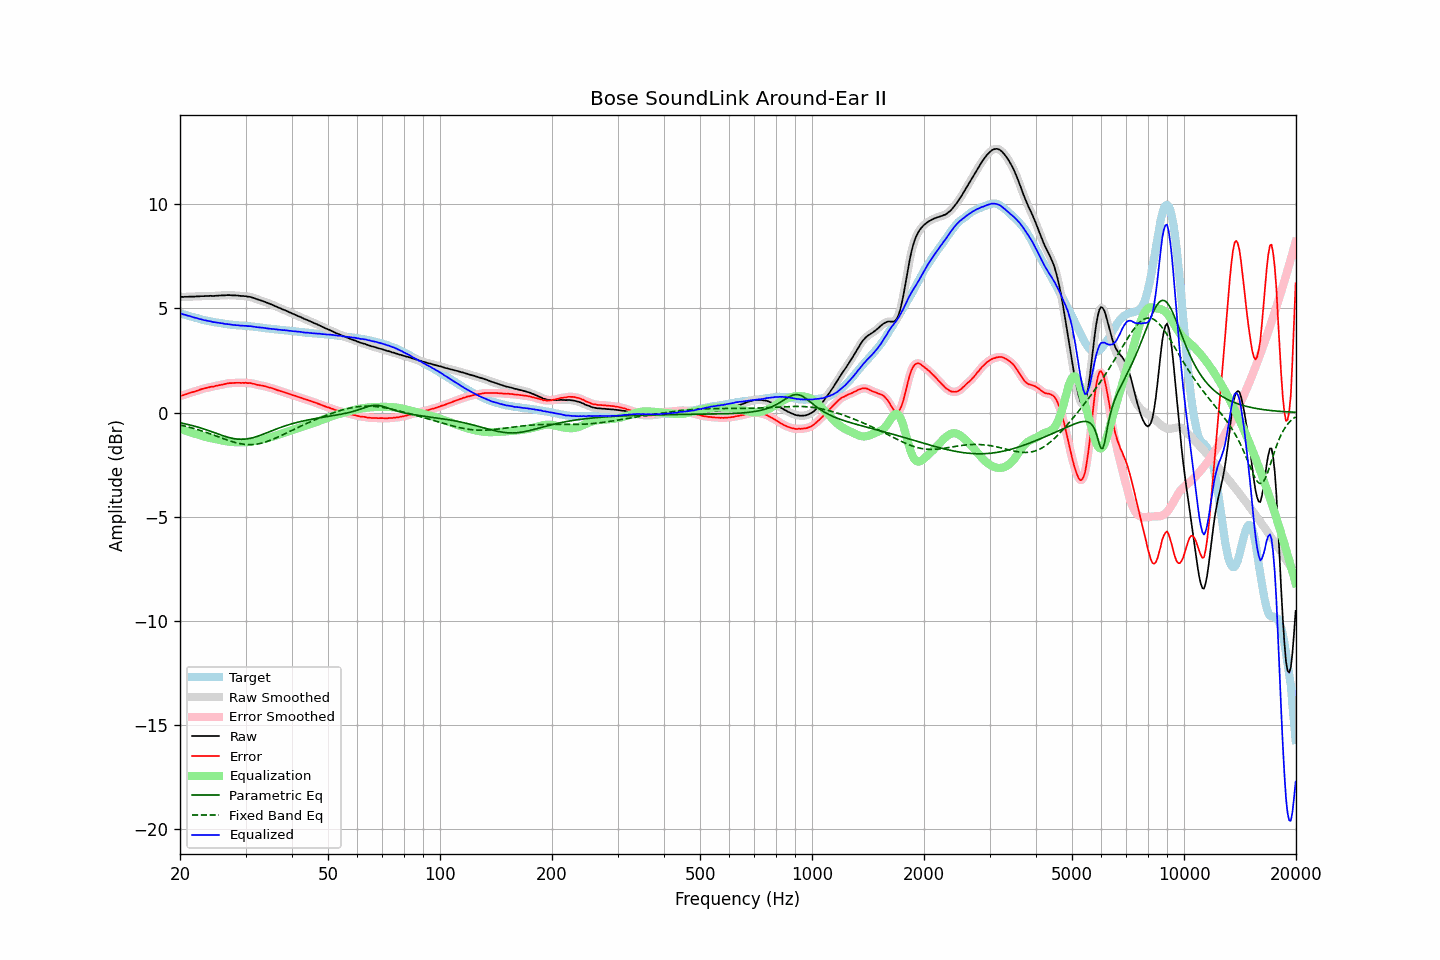 Bose SoundLink Around-Ear II
Amplitude (dBr)
10
5
0
−5
−10
−15
−20
Target
Raw Smoothed
Error Smoothed
Raw
Error
Equalization
Parametric Eq
Fixed Band Eq
Equalized
20 50 100 200 500 1000 2000 5000 10000 20000
Frequency (Hz)